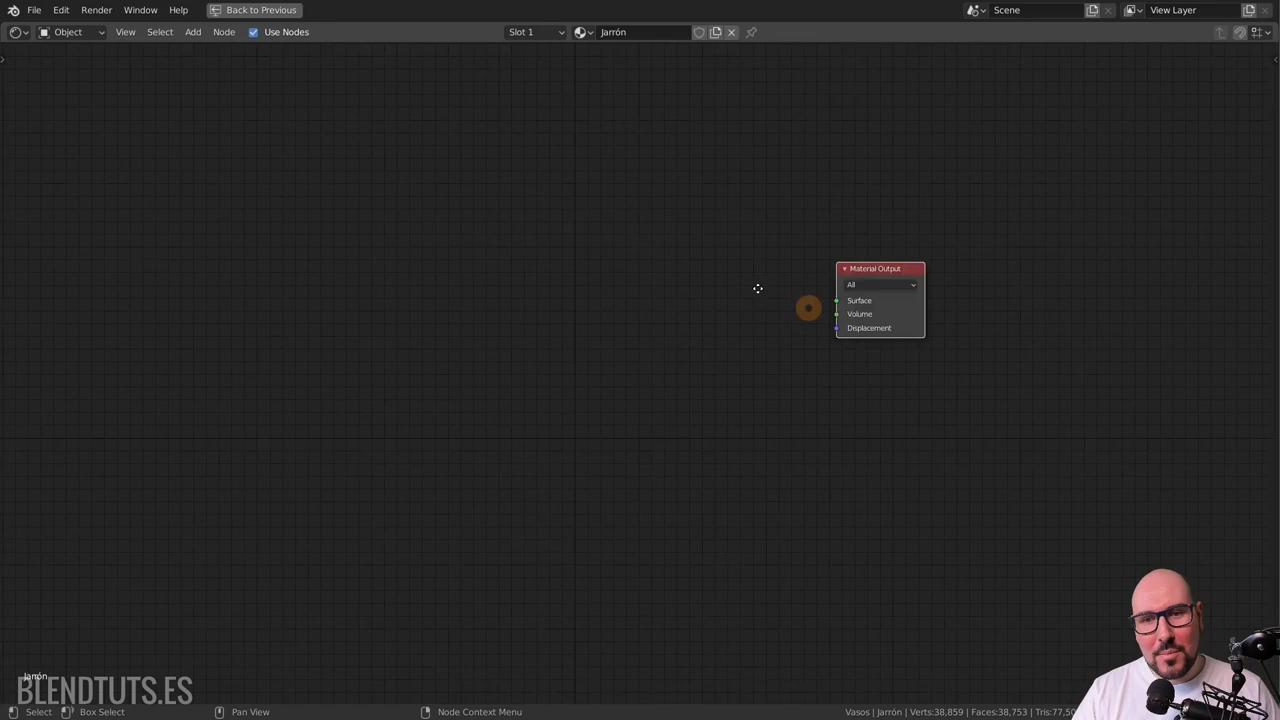 File Edit Render Window Help Back to Previous Scene View Layer
Object View Select Add Node Use Nodes Slot 1 Jarrón
Material Output
All
Surface
Volume
Displacement
Jarrón
BLENDTUTS.ES
Select Box Select Pan View Node Context Menu Vasos | Jarrón | Verts:38,859 | Faces:38,753 | Tris:77,50